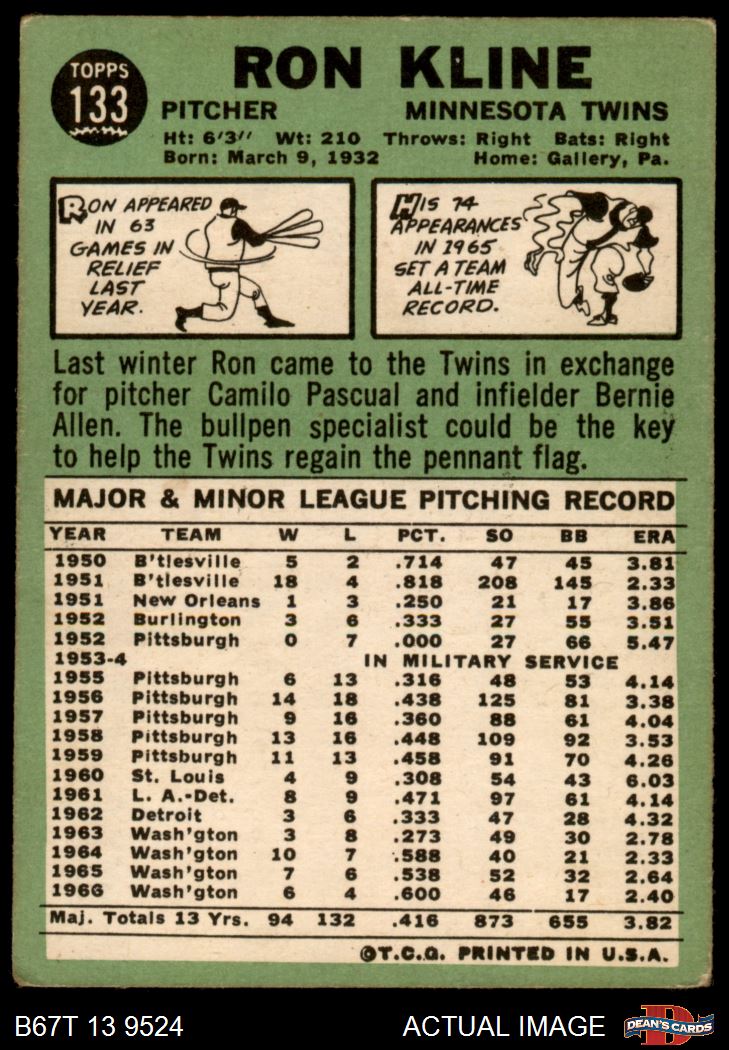 TOPPS
133
RON KLINE
PITCHER MINNESOTA TWINS
Ht: 6'3'' Wt: 210 Throws: Right Bats: Right
Born: March 9, 1932 Home: Gallery, Pa.
RON APPEARED
IN 63
GAMES IN
RELIEF
LAST
YEAR.
HIS 74
APPEARANCES
IN 1965
SET A TEAM
ALL-TIME
RECORD.
Last winter Ron came to the Twins in exchange
for pitcher Camilo Pascual and infielder Bernie
Allen. The bullpen specialist could be the key
to help the Twins regain the pennant flag.
MAJOR & MINOR LEAGUE PITCHING RECORD
YEAR TEAM W L PCT. SO BB ERA
1950 B'tlesville 5 2 .714 47 45 3.81
1951 B'tlesville 18 4 .818 208 145 2.33
1951 New Orleans 1 3 .250 21 17 3.86
1952 Burlington 3 6 .333 27 55 3.51
1952 Pittsburgh 0 7 .000 27 66 5.47
1953-4 IN MILITARY SERVICE
1955 Pittsburgh 6 13 .316 48 53 4.14
1956 Pittsburgh 14 18 .438 125 81 3.38
1957 Pittsburgh 9 16 .360 88 61 4.04
1958 Pittsburgh 13 16 .448 109 92 3.53
1959 Pittsburgh 11 13 .458 91 70 4.26
1960 St. Louis 4 9 .308 54 43 6.03
1961 L. A.-Det. 8 9 .471 97 61 4.14
1962 Detroit 3 6 .333 47 28 4.32
1963 Wash'gton 3 8 .273 49 30 2.78
1964 Wash'gton 10 7 .588 40 21 2.33
1965 Wash'gton 7 6 .538 52 32 2.64
1966 Wash'gton 6 4 .600 46 17 2.40
Maj. Totals 13 Yrs. 94 132 .416 873 655 3.82
©T.C.G. PRINTED IN U.S.A.
B67T 13 9524 ACTUAL IMAGE
D
DEAN'S CARDS